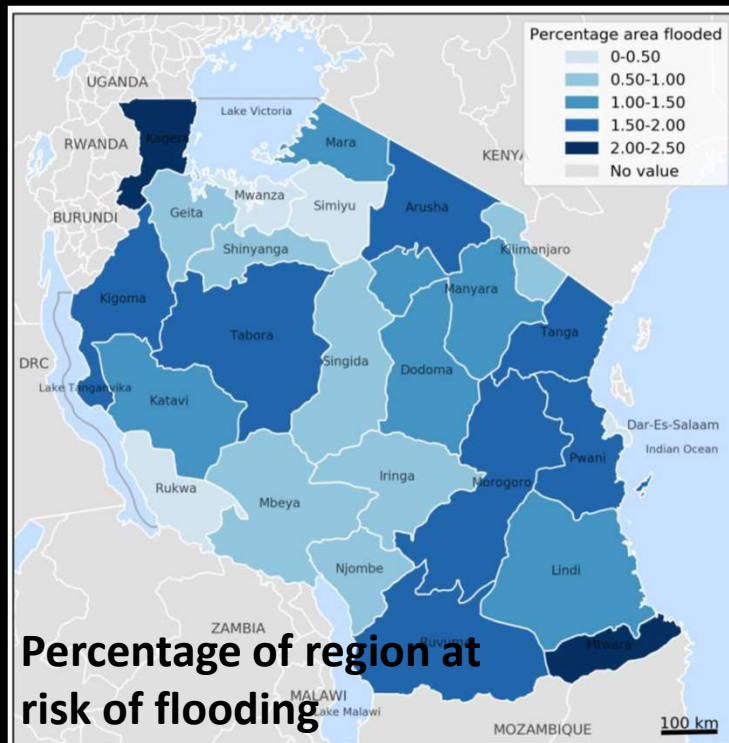 Percentage area flooded
0-0.50
0.50-1.00
1.00-1.50
1.50-2.00
2.00-2.50
No value
UGANDA
Lake Victoria
RWANDA
Kagera
Mara
KENYA
BURUNDI
Geita
Mwanza
Simiyu
Arusha
Shinyanga
Kilimanjaro
Kigoma
Manyara
Tabora
Tanga
DRC
Singida
Dodoma
Lake Tanganyika
Katavi
Dar-Es-Salaam
Indian Ocean
Pwani
Rukwa
Iringa
Morogoro
Mbeya
Njombe
Lindi
ZAMBIA
Ruvuma
Mtwara
Percentage of region at
risk of flooding
MALAWI
Lake Malawi
MOZAMBIQUE
100 km